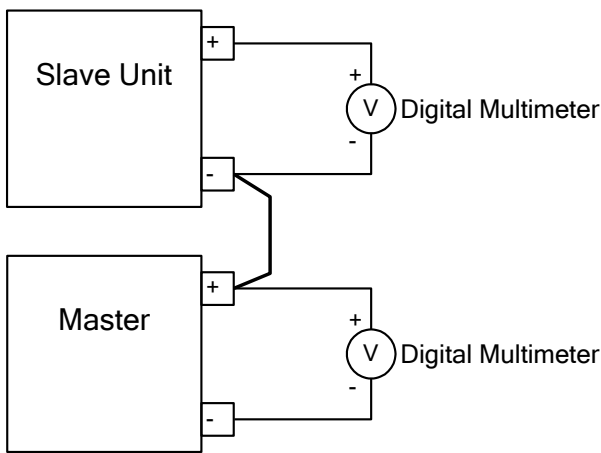 +
Slave Unit
+
V Digital Multimeter
-
-
+
Master
+
V Digital Multimeter
-
-